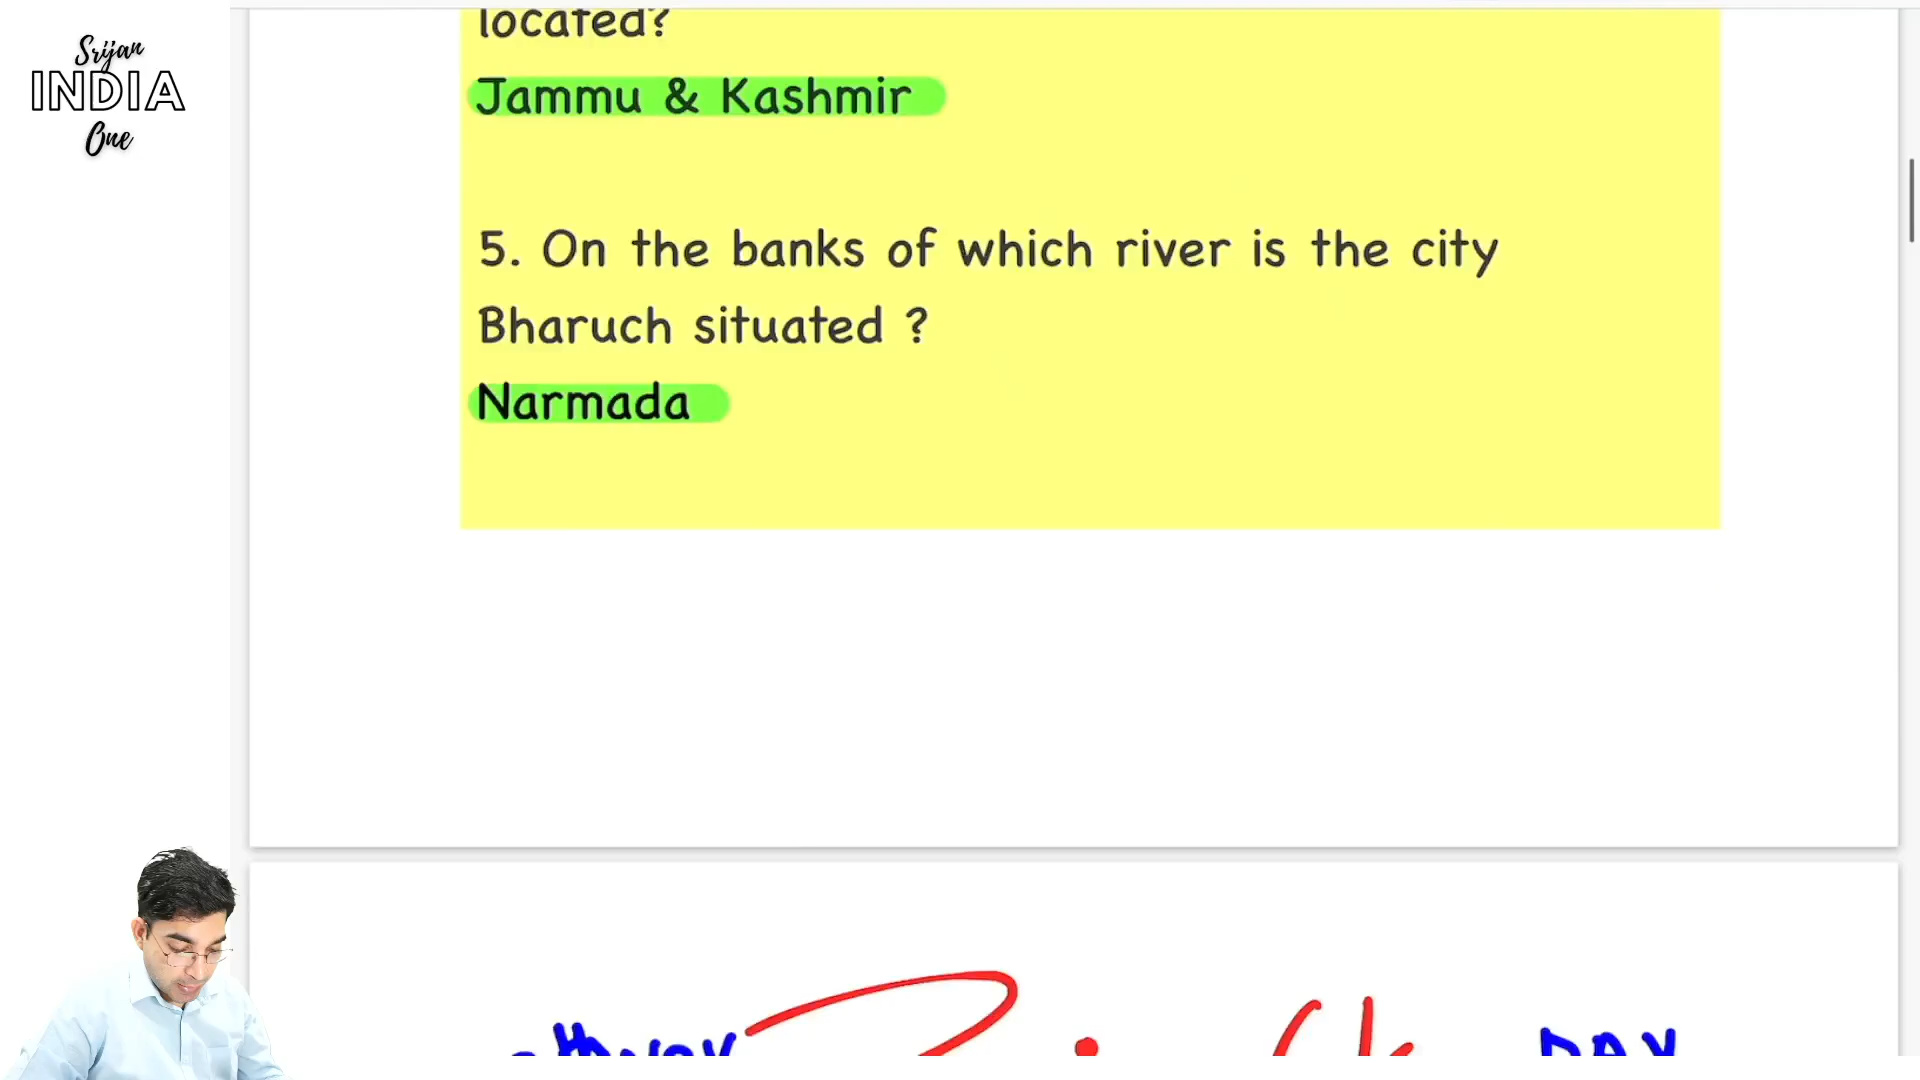 Srijan
INDIA
One
located?
Jammu & Kashmir
5. On the banks of which river is the city
Bharuch situated ?
Narmada
DAY